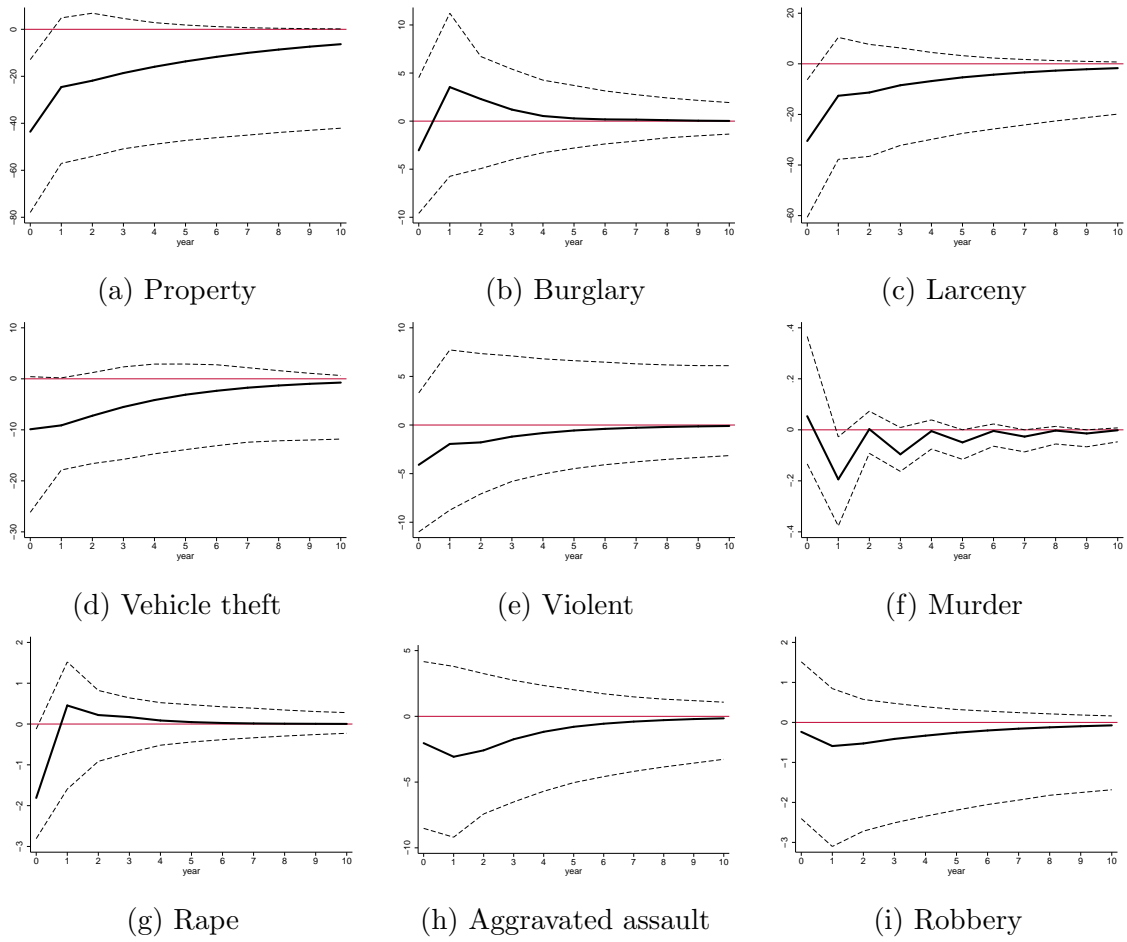 0
−20
−40
−60
−80
0 1 2 3 4 5 6 7 8 9 10
year
(a) Property
10
5
0
−5
−10
0 1 2 3 4 5 6 7 8 9 10
year
(b) Burglary
20
0
−20
−40
−60
0 1 2 3 4 5 6 7 8 9 10
year
(c) Larceny
10
0
−10
−20
−30
0 1 2 3 4 5 6 7 8 9 10
year
(d) Vehicle theft
10
5
0
−5
−10
0 1 2 3 4 5 6 7 8 9 10
year
(e) Violent
.4
.2
0
−.2
−.4
0 1 2 3 4 5 6 7 8 9 10
year
(f) Murder
2
1
0
−1
−2
−3
0 1 2 3 4 5 6 7 8 9 10
year
(g) Rape
5
0
−5
−10
0 1 2 3 4 5 6 7 8 9 10
year
(h) Aggravated assault
2
1
0
−1
−2
−3
0 1 2 3 4 5 6 7 8 9 10
year
(i) Robbery